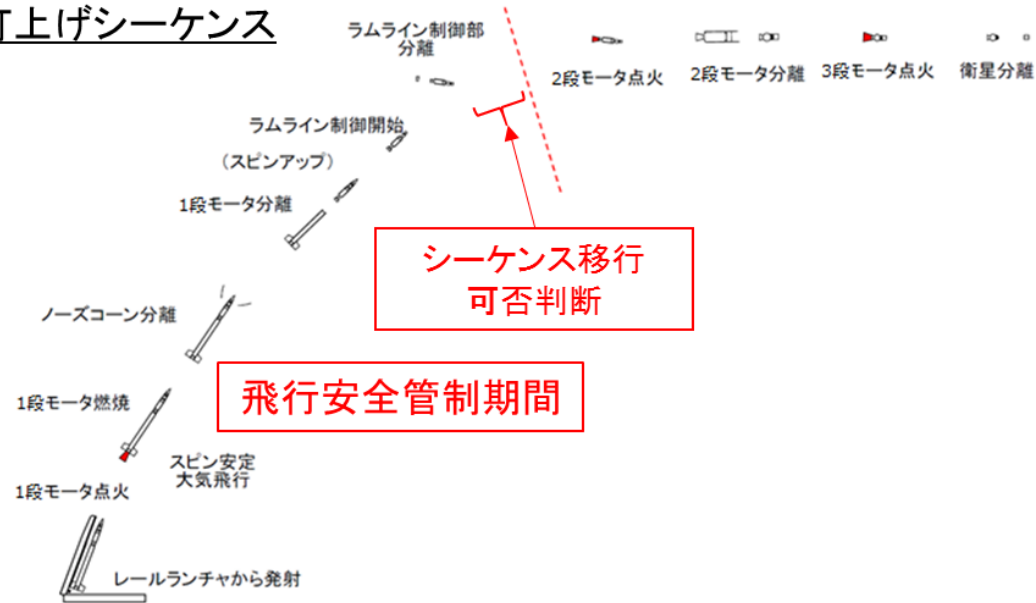 打上げシーケンス
ラムライン制御部
分離
2段モータ点火
2段モータ分離
3段モータ点火
衛星分離
ラムライン制御開始
（スピンアップ）
1段モータ分離
シーケンス移行
可否判断
ノーズコーン分離
飛行安全管制期間
1段モータ燃焼
スピン安定
大気飛行
1段モータ点火
レールランチャから発射